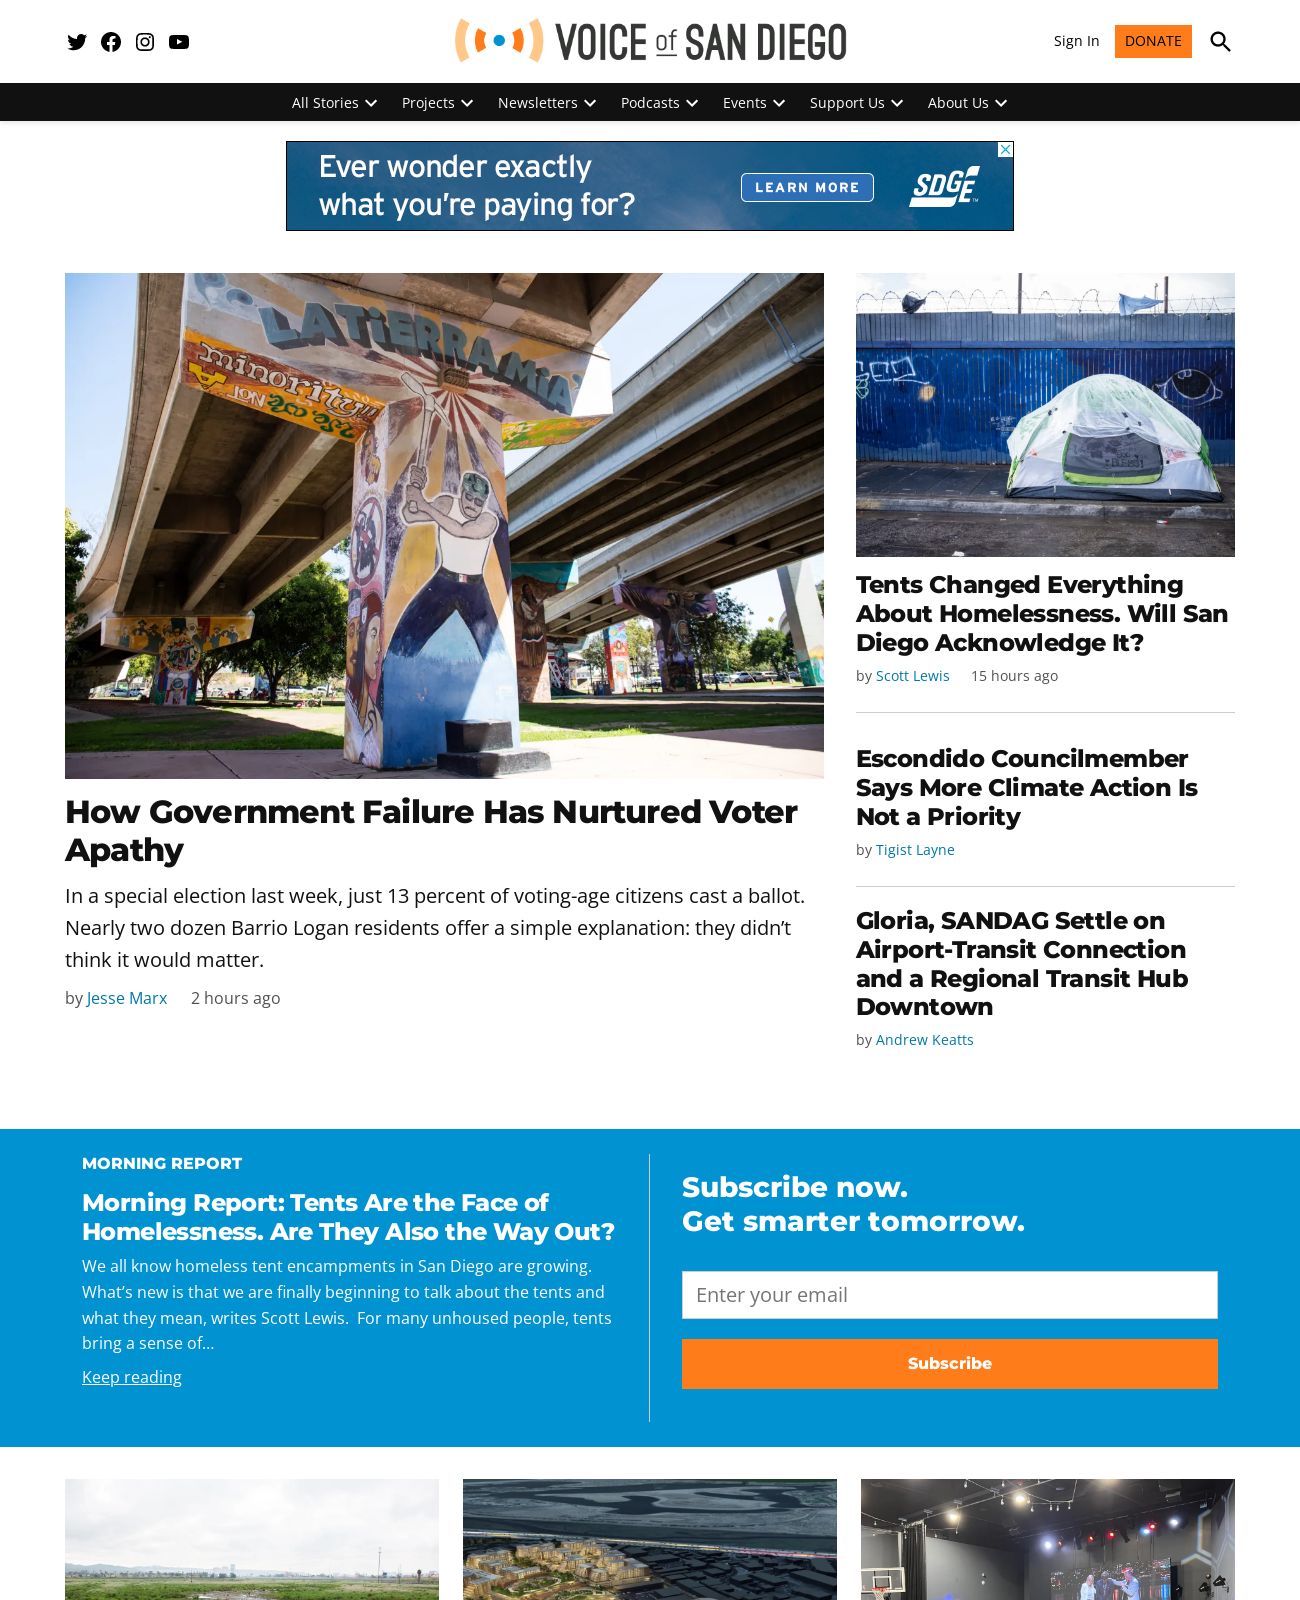 VOICE of SAN DIEGO
Sign In
DONATE
All Stories
Projects
Newsletters
Podcasts
Events
Support Us
About Us
Ever wonder exactly
what you're paying for?
LEARN MORE
SDGE™
LATIERRA MIA
minority!!!
Tents Changed Everything
About Homelessness. Will San
Diego Acknowledge It?
by Scott Lewis 15 hours ago
Escondido Councilmember
Says More Climate Action Is
Not a Priority
by Tigist Layne
How Government Failure Has Nurtured Voter
Apathy
In a special election last week, just 13 percent of voting-age citizens cast a ballot.
Nearly two dozen Barrio Logan residents offer a simple explanation: they didn’t
think it would matter.
by Jesse Marx 2 hours ago
Gloria, SANDAG Settle on
Airport-Transit Connection
and a Regional Transit Hub
Downtown
by Andrew Keatts
MORNING REPORT
Morning Report: Tents Are the Face of
Homelessness. Are They Also the Way Out?
We all know homeless tent encampments in San Diego are growing.
What’s new is that we are finally beginning to talk about the tents and
what they mean, writes Scott Lewis.  For many unhoused people, tents
bring a sense of…
Keep reading
Subscribe now.
Get smarter tomorrow.
Enter your email
Subscribe